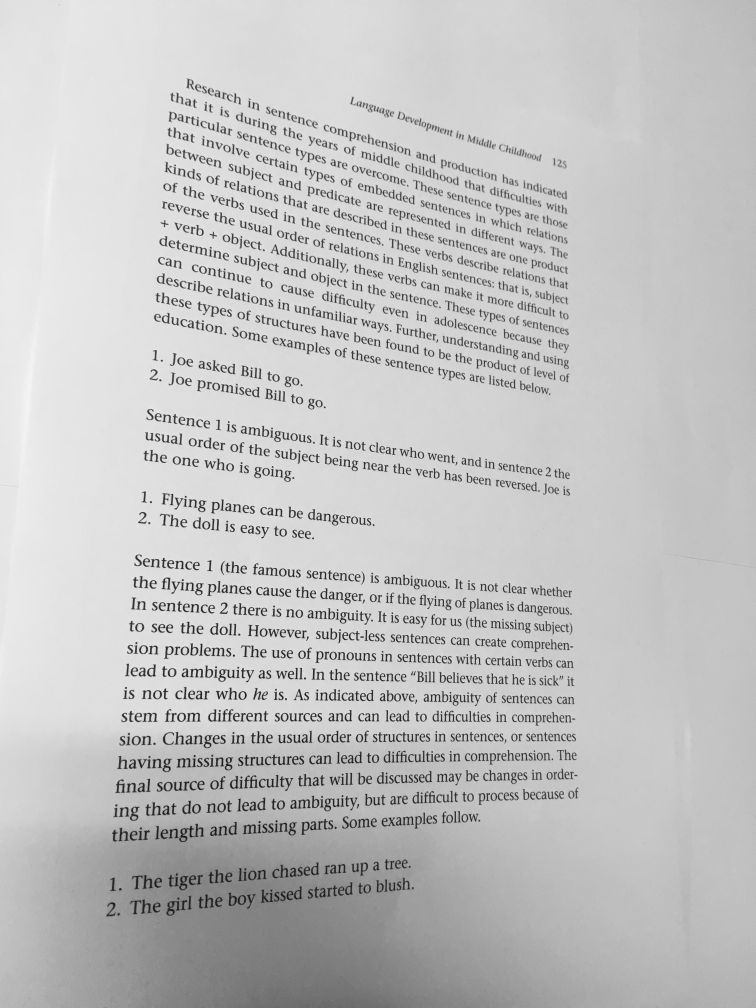 Language Development in Middle Childhood 125
Research in sentence comprehension and production has indicated
that it is during the years of middle childhood that difficulties with
particular sentence types are overcome. These sentence types are those
that involve certain types of embedded sentences in which relations
between subject and predicate are represented in different ways. The
kinds of relations that are described in these sentences are one product
of the verbs used in the sentences. These verbs describe relations that
reverse the usual order of relations in English sentences: that is, subject
+ verb + object. Additionally, these verbs can make it more difficult to
determine subject and object in the sentence. These types of sentences
can continue to cause difficulty even in adolescence because they
describe relations in unfamiliar ways. Further, understanding and using
these types of structures have been found to be the product of level of
education. Some examples of these sentence types are listed below.
1. Joe asked Bill to go.
2. Joe promised Bill to go.
Sentence 1 is ambiguous. It is not clear who went, and in sentence 2 the
usual order of the subject being near the verb has been reversed. Joe is
the one who is going.
1. Flying planes can be dangerous.
2. The doll is easy to see.
Sentence 1 (the famous sentence) is ambiguous. It is not clear whether
the flying planes cause the danger, or if the flying of planes is dangerous.
In sentence 2 there is no ambiguity. It is easy for us (the missing subject)
to see the doll. However, subject-less sentences can create comprehen-
sion problems. The use of pronouns in sentences with certain verbs can
lead to ambiguity as well. In the sentence “Bill believes that he is sick” it
is not clear who he is. As indicated above, ambiguity of sentences can
stem from different sources and can lead to difficulties in comprehen-
sion. Changes in the usual order of structures in sentences, or sentences
having missing structures can lead to difficulties in comprehension. The
final source of difficulty that will be discussed may be changes in order-
ing that do not lead to ambiguity, but are difficult to process because of
their length and missing parts. Some examples follow.
1. The tiger the lion chased ran up a tree.
2. The girl the boy kissed started to blush.